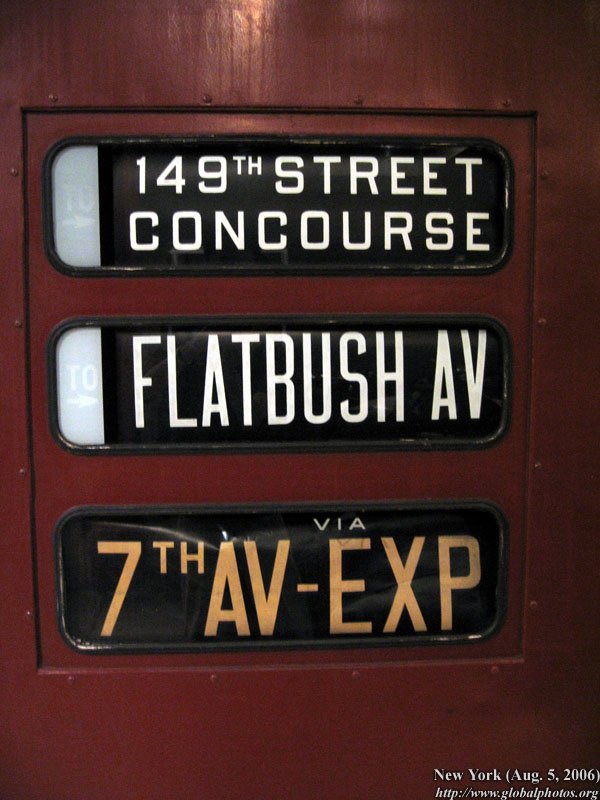 TO
149TH STREET
CONCOURSE
TO
FLATBUSH AV
VIA
7TH AV-EXP
New York (Aug. 5, 2006)
http://www.globalphotos.org